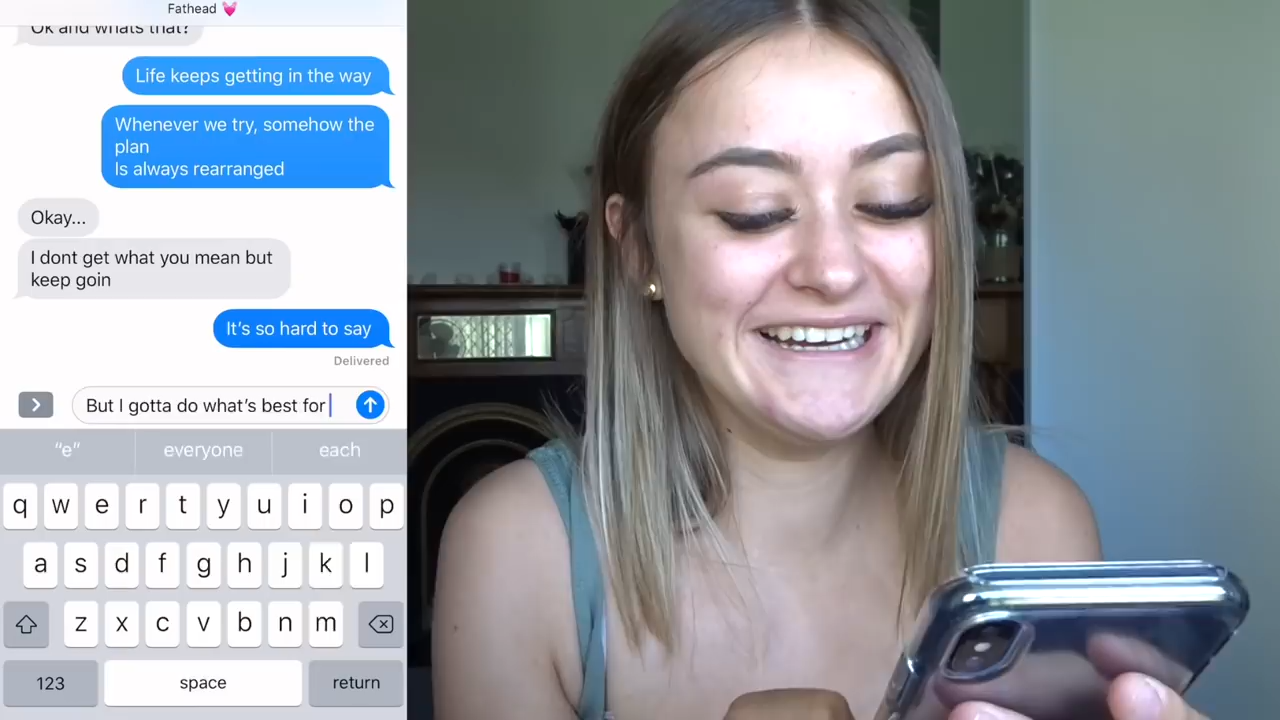 Fathead 💓
Ok and whats that?
Life keeps getting in the way
Whenever we try, somehow the
plan
Is always rearranged
Okay...
I dont get what you mean but
keep goin
It's so hard to say
Delivered
But I gotta do what's best for
"e" everyone each
q w e r t y u i o p
a s d f g h j k l
z x c v b n m
123 space return